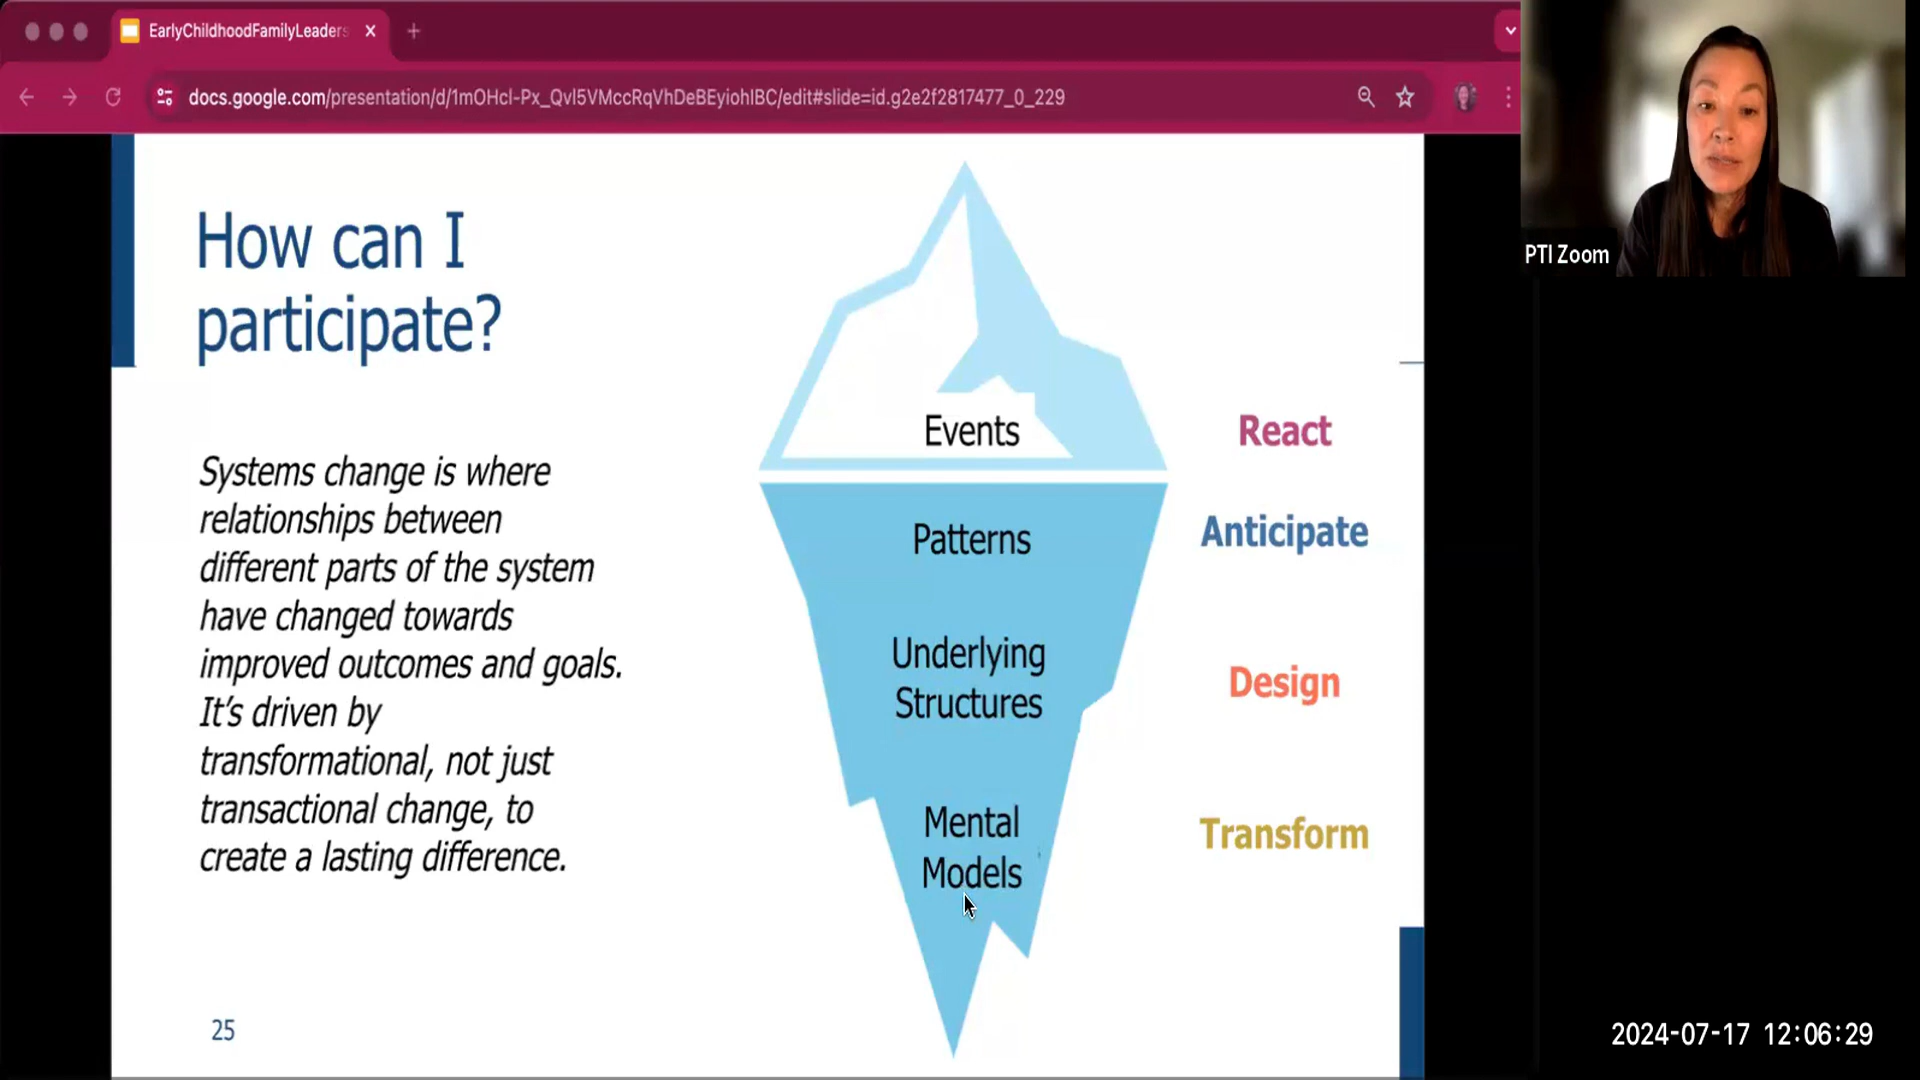 EarlyChildhoodFamilyLeaders
docs.google.com/presentation/d/1mOHcl-Px_QvI5VMccRqVhDeBEyiohIBC/edit#slide=id.g2e2f2817477_0_229
PTI Zoom
How can I
participate?
Systems change is where
relationships between
different parts of the system
have changed towards
improved outcomes and goals.
It's driven by
transformational, not just
transactional change, to
create a lasting difference.
Events
React
Patterns
Anticipate
Underlying
Structures
Design
Mental
Models
Transform
25
2024-07-17 12:06:29